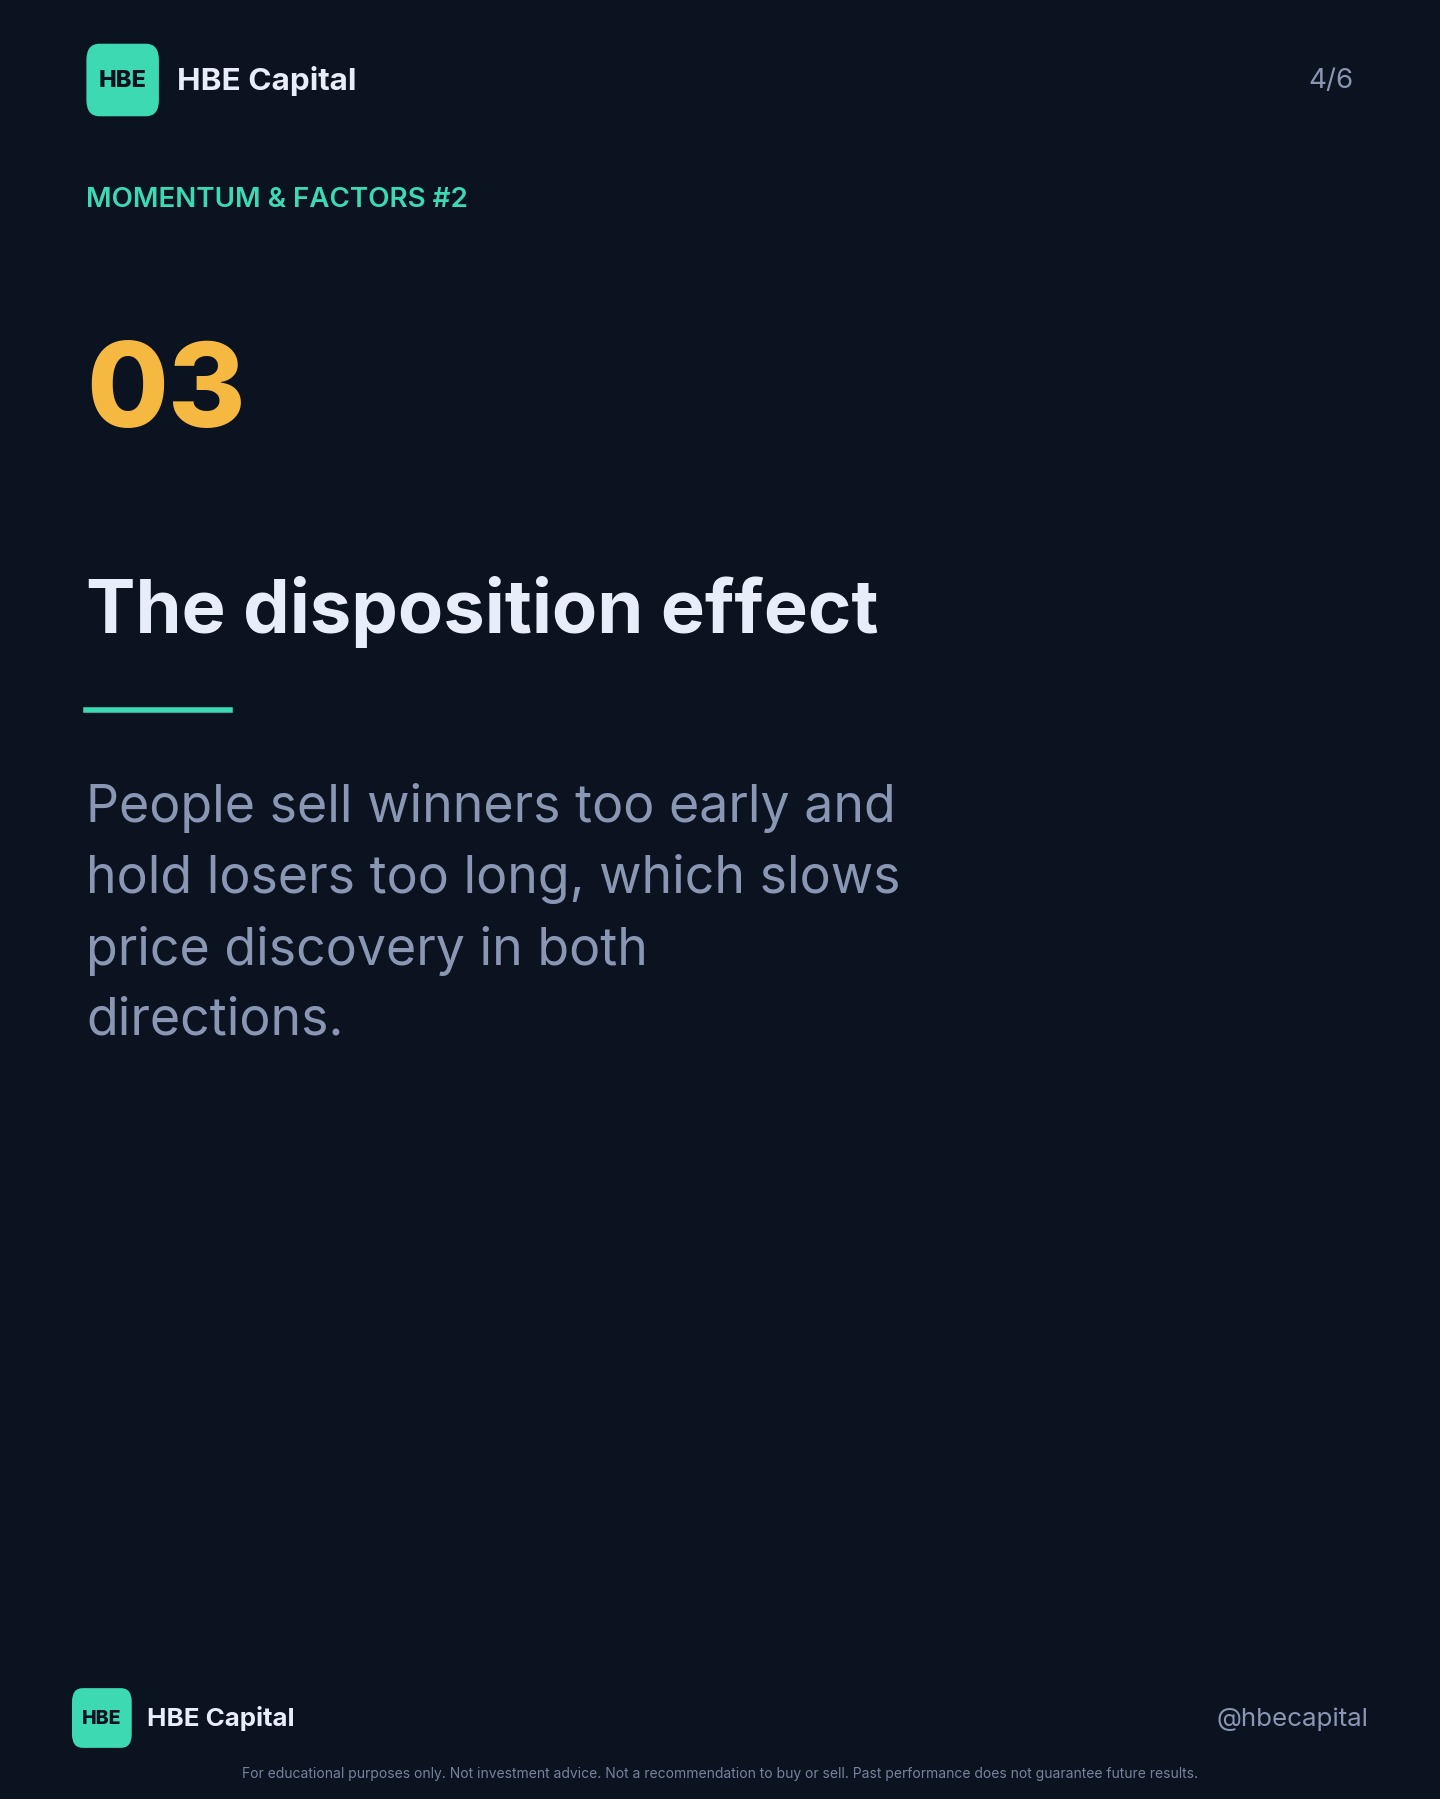 HBE
HBE Capital
4/6
MOMENTUM & FACTORS #2
03
The disposition effect
People sell winners too early and
hold losers too long, which slows
price discovery in both
directions.
HBE
HBE Capital
@hbecapital
For educational purposes only. Not investment advice. Not a recommendation to buy or sell. Past performance does not guarantee future results.